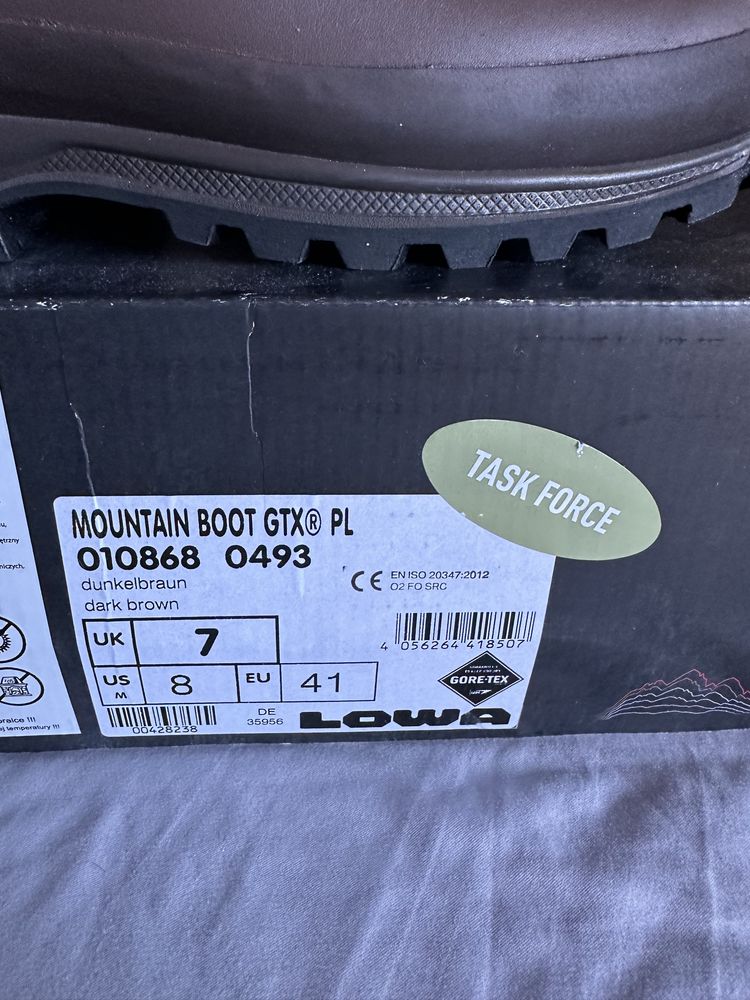 TASK FORCE
MOUNTAIN BOOT GTX® PL
010868 0493
dunkelbraun
dark brown
CE EN ISO 20347:2012
O2 FO SRC
UK 7
4 056264 418507
US M 8 EU 41
GORE-TEX
00428238
DE
35956
LOWA